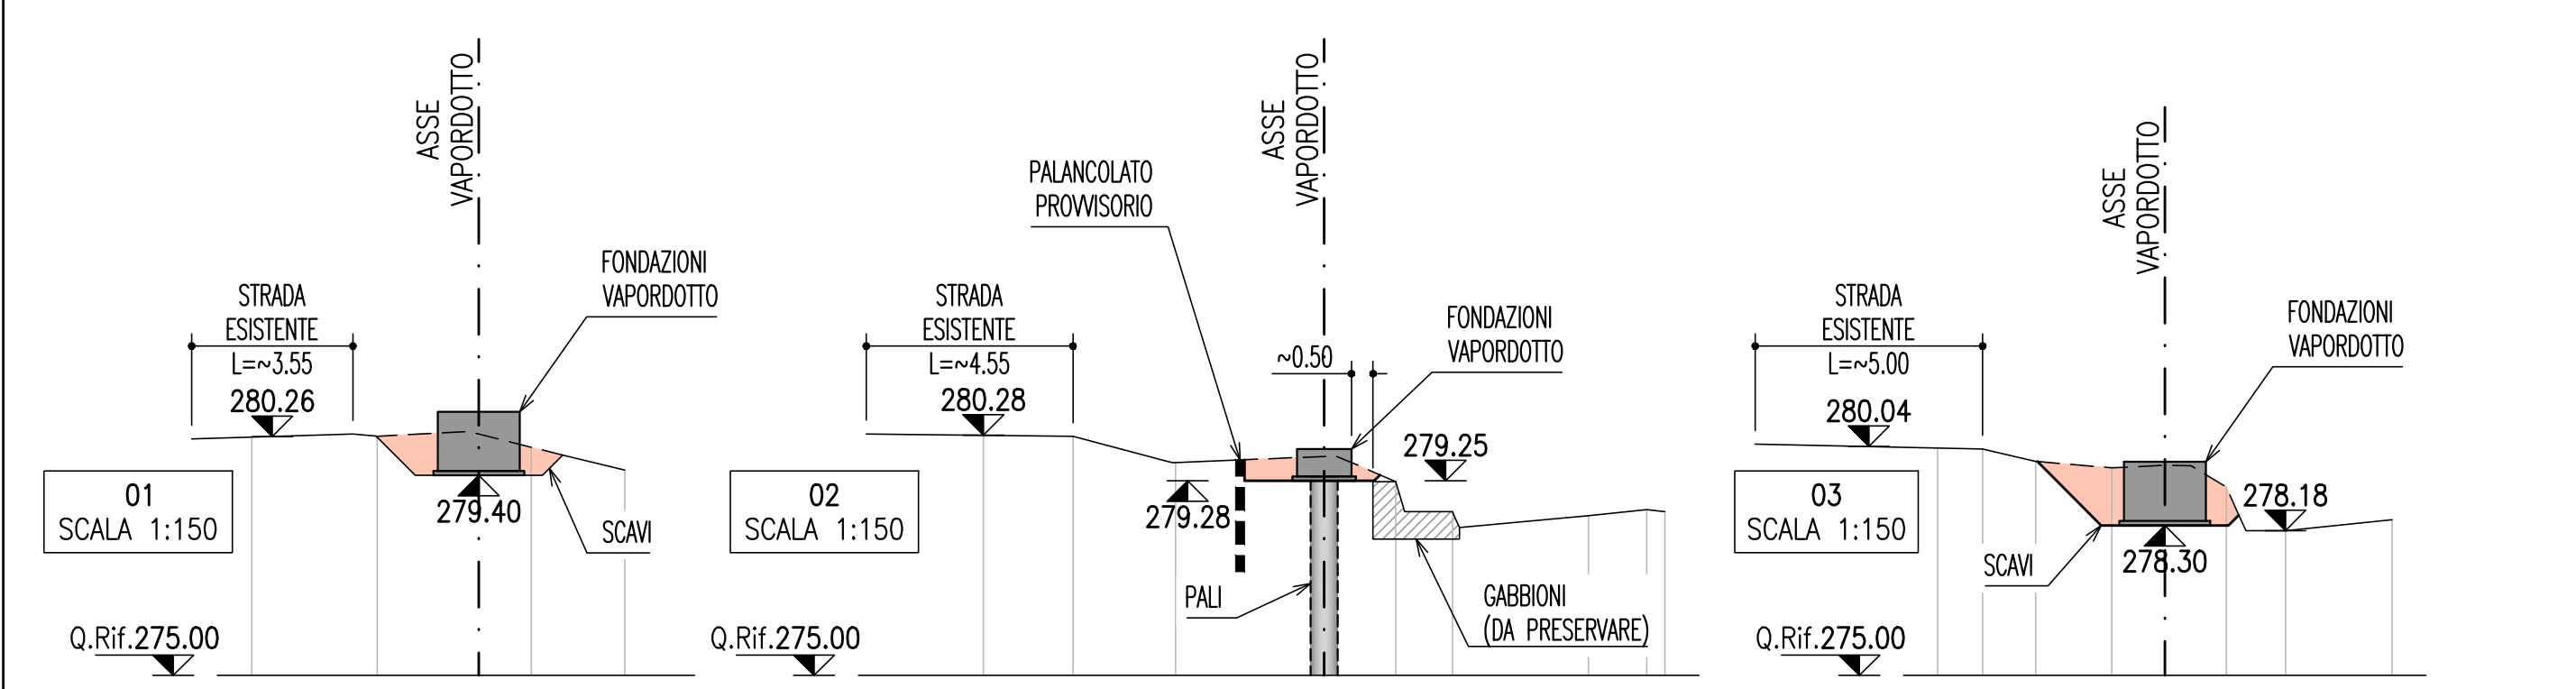 ASSE
VAPORDOTTO
FONDAZIONI
VAPORDOTTO
STRADA
ESISTENTE
L=~3.55
280.26
279.40
01
SCALA 1:150
SCAVI
Q.Rif.275.00
ASSE
VAPORDOTTO
PALANCOLATO
PROVVISORIO
STRADA
ESISTENTE
L=~4.55
280.28
~0.50
FONDAZIONI
VAPORDOTTO
279.25
279.28
02
SCALA 1:150
PALI
GABBIONI
(DA PRESERVARE)
Q.Rif.275.00
ASSE
VAPORDOTTO
STRADA
ESISTENTE
L=~5.00
280.04
FONDAZIONI
VAPORDOTTO
278.18
278.30
03
SCALA 1:150
SCAVI
Q.Rif.275.00